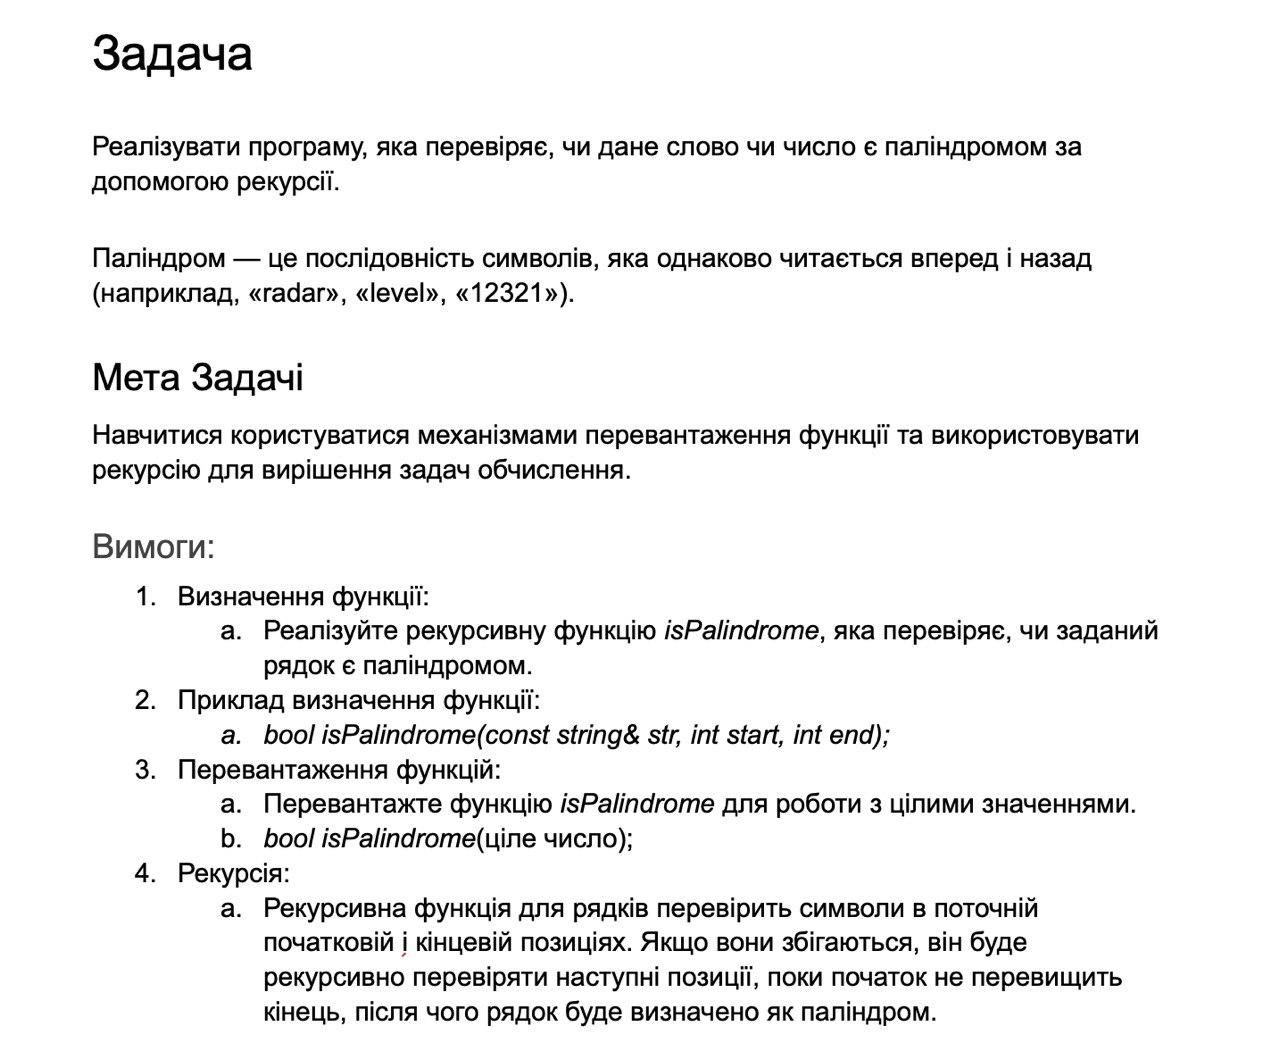 Задача
Реалізувати програму, яка перевіряє, чи дане слово чи число є паліндромом за
допомогою рекурсії.
Паліндром — це послідовність символів, яка однаково читається вперед і назад
(наприклад, «radar», «level», «12321»).
Мета Задачі
Навчитися користуватися механізмами перевантаження функції та використовувати
рекурсію для вирішення задач обчислення.
Вимоги:
1. Визначення функції:
a. Реалізуйте рекурсивну функцію isPalindrome, яка перевіряє, чи заданий
рядок є паліндромом.
2. Приклад визначення функції:
a. bool isPalindrome(const string& str, int start, int end);
3. Перевантаження функцій:
a. Перевантажте функцію isPalindrome для роботи з цілими значеннями.
b. bool isPalindrome(ціле число);
4. Рекурсія:
a. Рекурсивна функція для рядків перевірить символи в поточній
початковій і кінцевій позиціях. Якщо вони збігаються, він буде
рекурсивно перевіряти наступні позиції, поки початок не перевищить
кінець, після чого рядок буде визначено як паліндром.